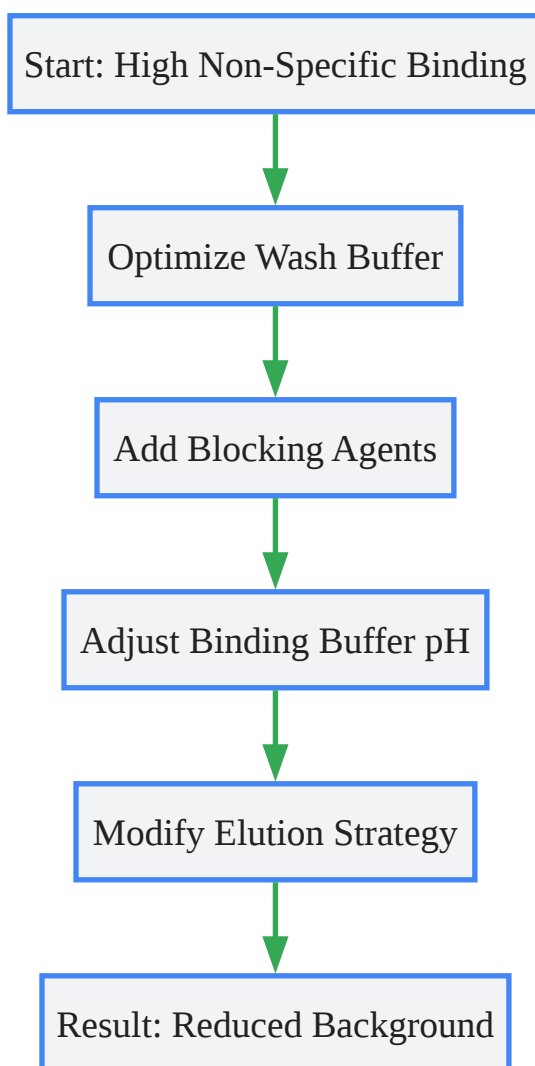 Start: High Non-Specific Binding
Optimize Wash Buffer
Add Blocking Agents
Adjust Binding Buffer pH
Modify Elution Strategy
Result: Reduced Background